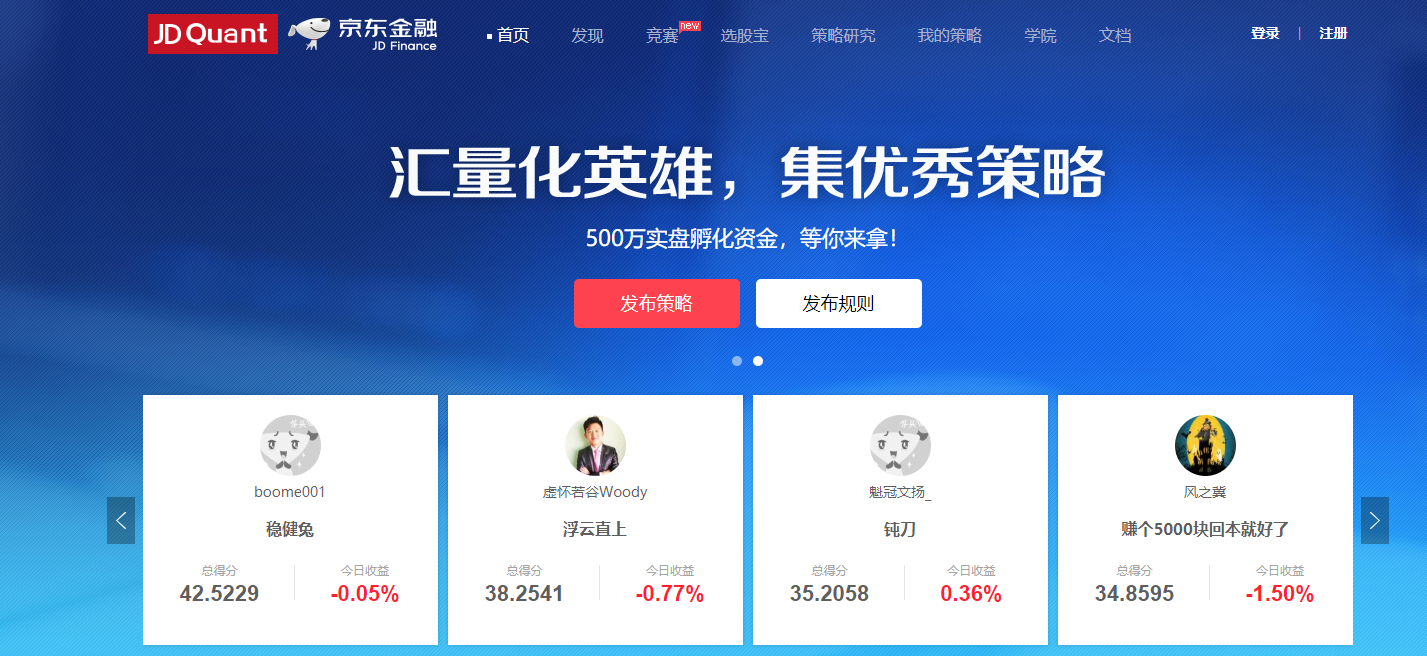 JD Quant 京东金融 JD Finance 首页 发现 竞赛 new 选股宝 策略研究 我的策略 学院 文档 登录 | 注册
汇量化英雄，集优秀策略
500万实盘孵化资金，等你来拿！
发布策略 发布规则
boome001 虚怀若谷Woody 魁冠文扬_ 风之冀
稳健兔 浮云直上 钝刀 赚个5000块回本就好了
总得分 今日收益 总得分 今日收益 总得分 今日收益 总得分 今日收益
42.5229 -0.05% 38.2541 -0.77% 35.2058 0.36% 34.8595 -1.50%